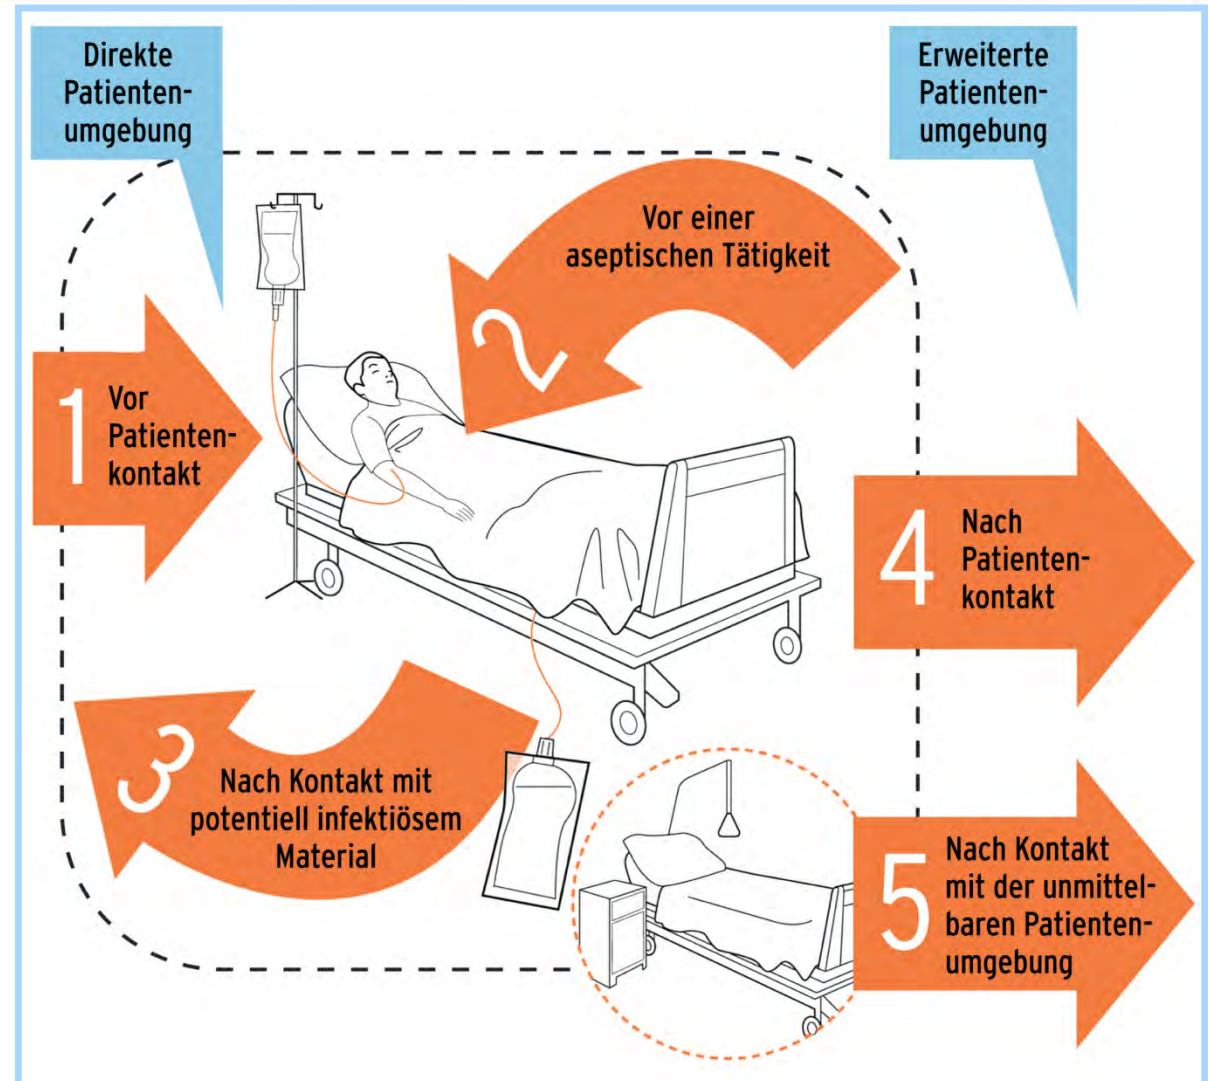 Direkte
Patienten-
umgebung
Erweiterte
Patienten-
umgebung
Vor einer
aseptischen Tätigkeit
2
1
Vor
Patienten-
kontakt
4
Nach
Patienten-
kontakt
3
Nach Kontakt mit
potentiell infektiösem
Material
5
Nach Kontakt
mit der unmittel-
baren Patienten-
umgebung